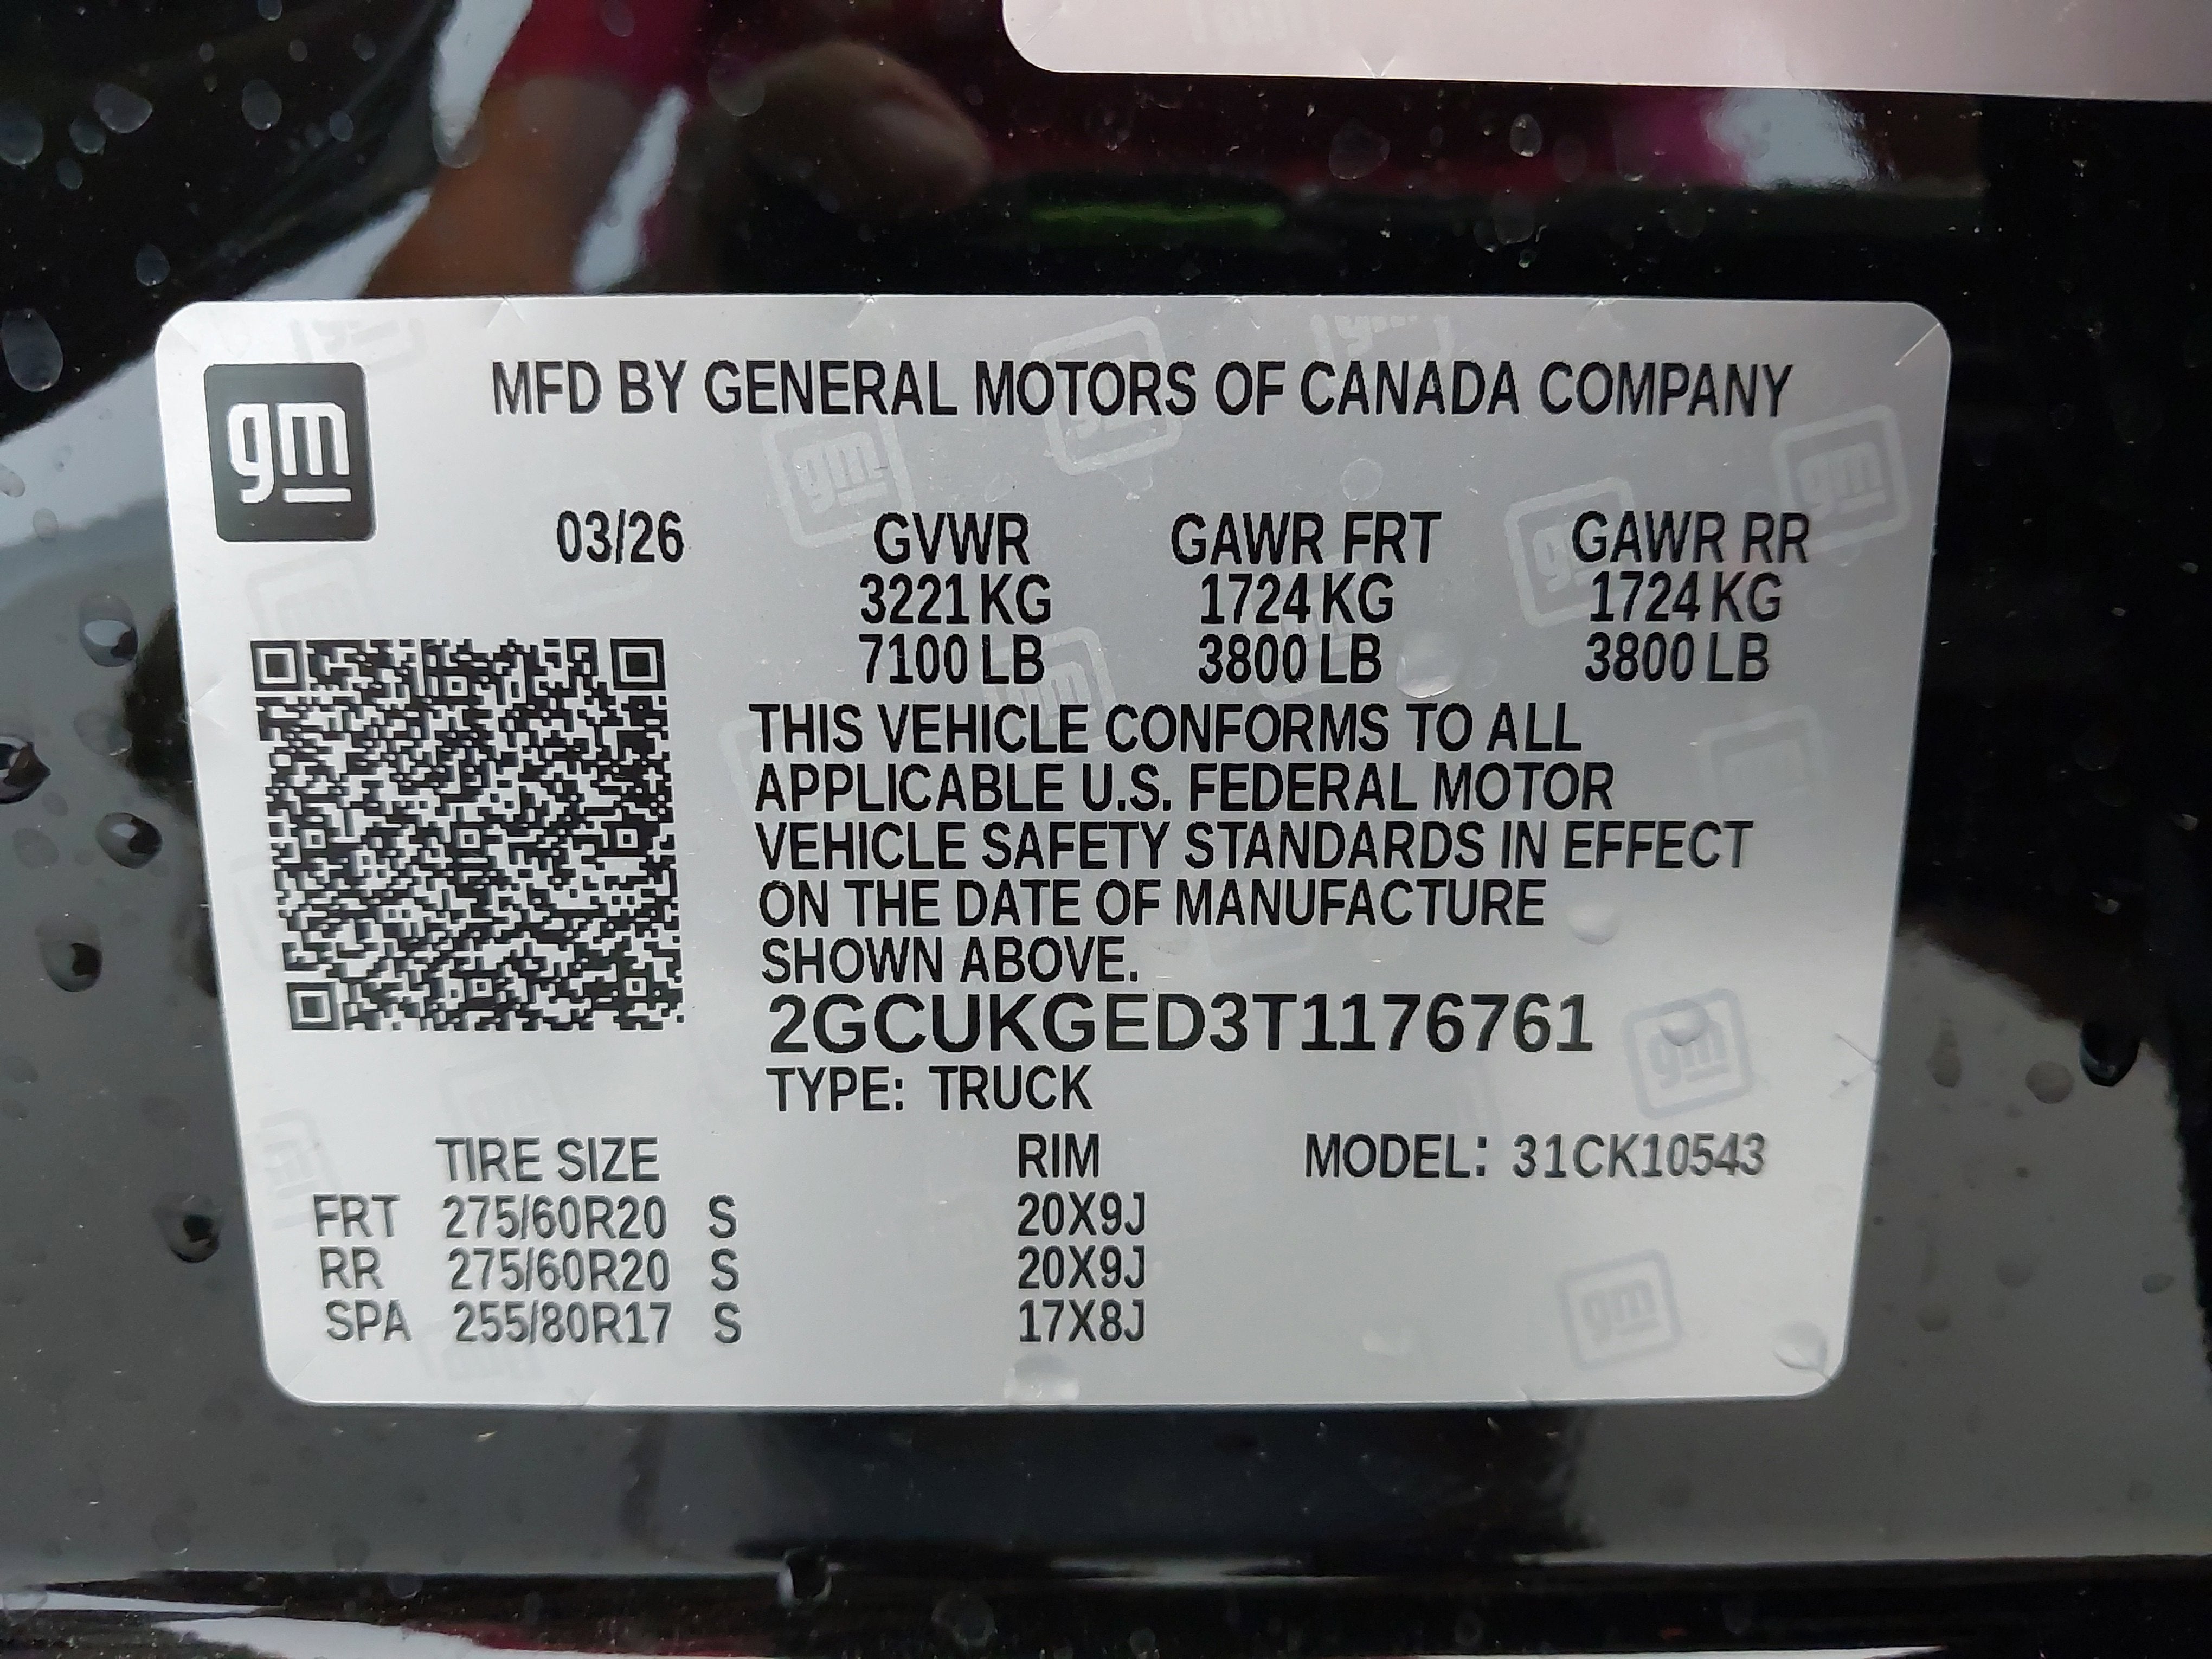 gm
MFD BY GENERAL MOTORS OF CANADA COMPANY
03/26 GVWR GAWR FRT GAWR RR
3221 KG 1724 KG 1724 KG
7100 LB 3800 LB 3800 LB
THIS VEHICLE CONFORMS TO ALL
APPLICABLE U.S. FEDERAL MOTOR
VEHICLE SAFETY STANDARDS IN EFFECT
ON THE DATE OF MANUFACTURE
SHOWN ABOVE.
2GCUKGED3T1176761
TYPE: TRUCK
TIRE SIZE RIM MODEL: 31CK10543
FRT 275/60R20 S 20X9J
RR 275/60R20 S 20X9J
SPA 255/80R17 S 17X8J